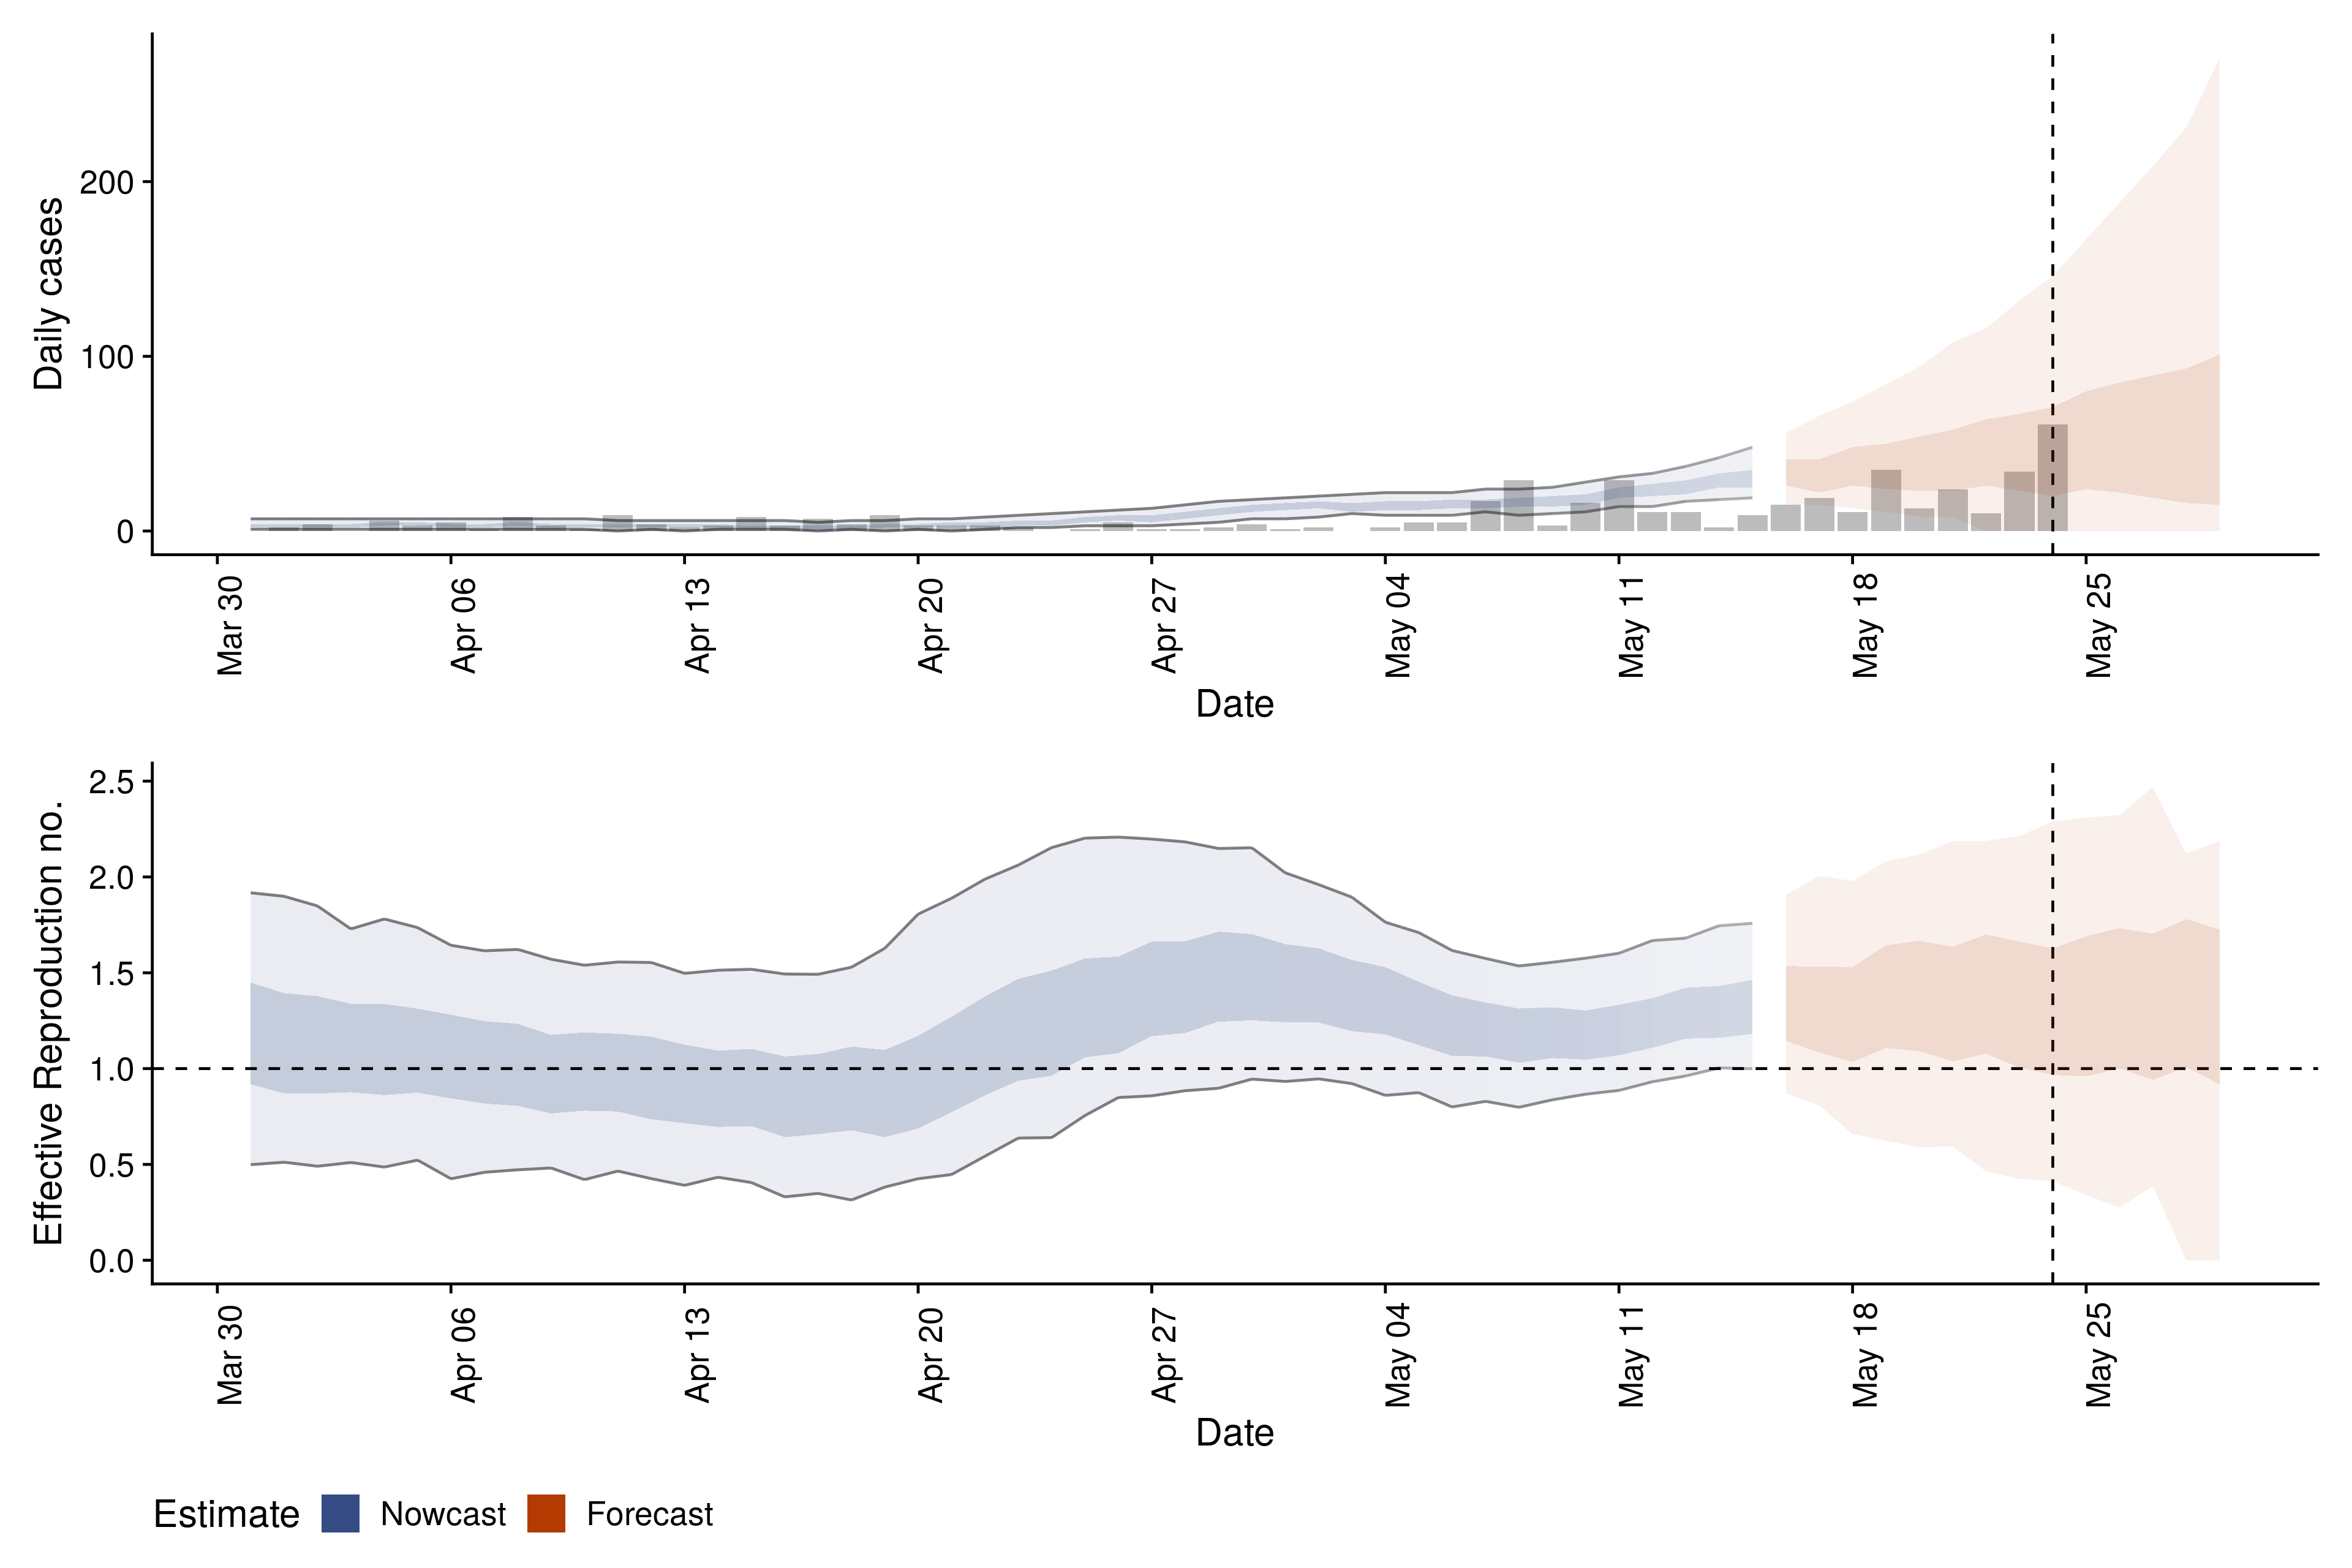 Daily cases
200
100
0
Mar 30
Apr 06
Apr 13
Apr 20
Apr 27
May 04
May 11
May 18
May 25
Date
Effective Reproduction no.
2.5
2.0
1.5
1.0
0.5
0.0
Mar 30
Apr 06
Apr 13
Apr 20
Apr 27
May 04
May 11
May 18
May 25
Date
Estimate Nowcast Forecast